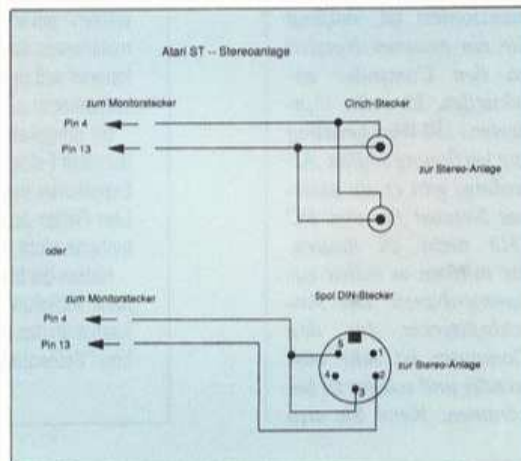 Atari ST -- Stereoanlage
zum Monitorstecker
Cinch-Stecker
Pin 4
Pin 13
zur Stereo-Anlage
oder
zum Monitorstecker
5pol DIN-Stecker
Pin 4
Pin 13
5
1
4
2
3
zur Stereo-Anlage